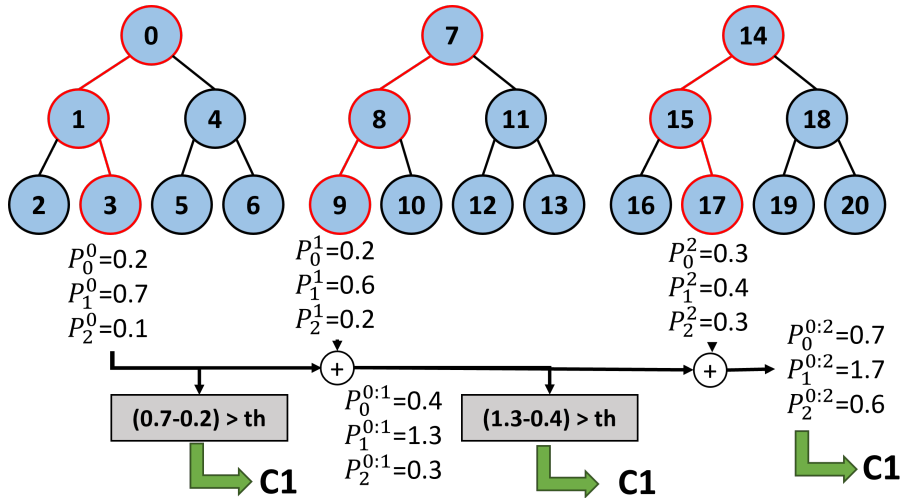 0 7 14
1 4 8 11 15 18
2 3 5 6 9 10 12 13 16 17 19 20
P_0^0=0.2
P_1^0=0.7
P_2^0=0.1
P_0^1=0.2
P_1^1=0.6
P_2^1=0.2
P_0^2=0.3
P_1^2=0.4
P_2^2=0.3
+
+
P_0^{0:2}=0.7
P_1^{0:2}=1.7
P_2^{0:2}=0.6
(0.7-0.2) > th
P_0^{0:1}=0.4
P_1^{0:1}=1.3
P_2^{0:1}=0.3
(1.3-0.4) > th
C1
C1
C1